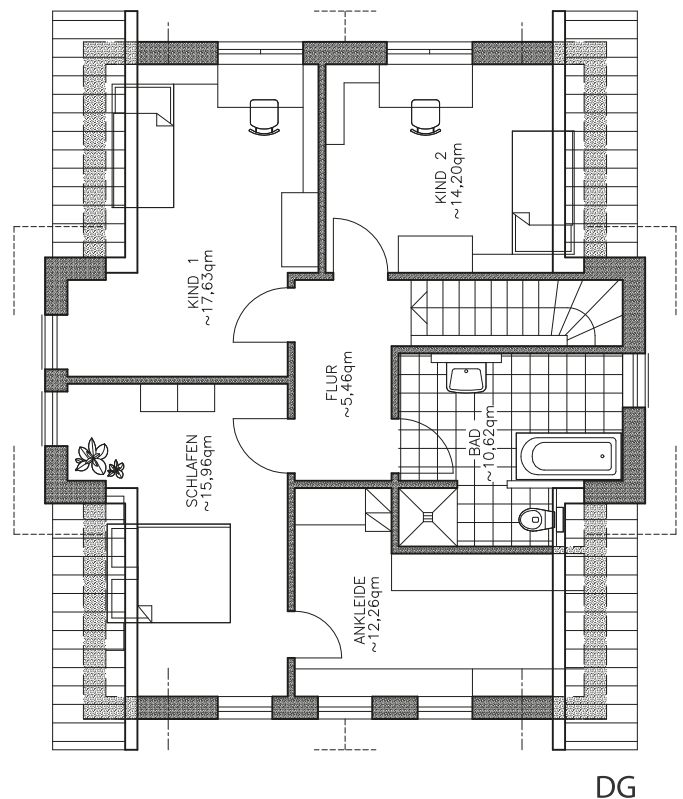 KIND 1
~17,63qm
KIND 2
~14,20qm
FLUR
~5,46qm
BAD
~10,62qm
SCHLAFEN
~15,96qm
ANKLEIDE
~12,26qm
DG